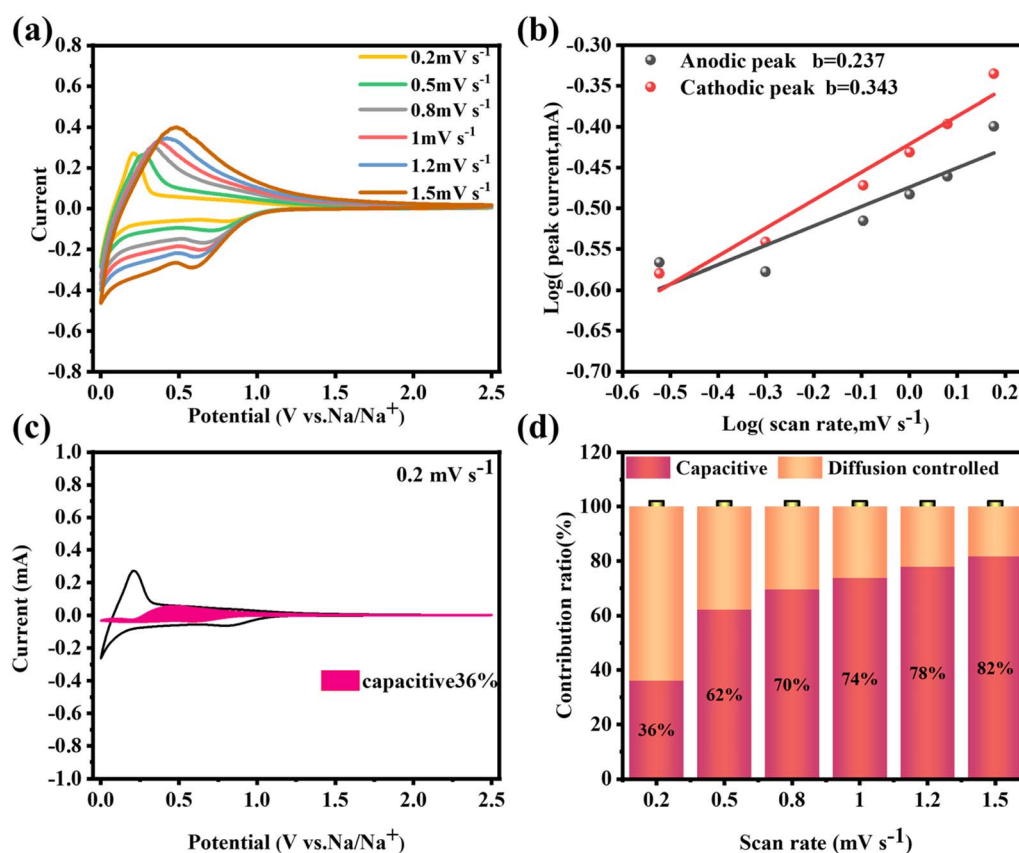 (a)
0.8
0.6
0.4
0.2
0.0
-0.2
-0.4
-0.6
-0.8
Current
0.2mV s⁻¹
0.5mV s⁻¹
0.8mV s⁻¹
1mV s⁻¹
1.2mV s⁻¹
1.5mV s⁻¹
0.0 0.5 1.0 1.5 2.0 2.5
Potential (V vs.Na/Na⁺)
(b)
-0.30
-0.35
-0.40
-0.45
-0.50
-0.55
-0.60
-0.65
-0.70
Log( peak current,mA)
Anodic peak b=0.237
Cathodic peak b=0.343
-0.6 -0.5 -0.4 -0.3 -0.2 -0.1 0.0 0.1 0.2 0.3
Log( scan rate,mV s⁻¹)
(c)
1.0
0.8
0.6
0.4
0.2
0.0
-0.2
-0.4
-0.6
-0.8
-1.0
Current (mA)
0.2 mV s⁻¹
capacitive36%
0.0 0.5 1.0 1.5 2.0 2.5
Potential (V vs.Na/Na⁺)
(d)
120
100
80
60
40
20
0
Contribution ratio(%)
Capacitive Diffusion controlled
36% 62% 70% 74% 78% 82%
0.2 0.5 0.8 1 1.2 1.5
Scan rate (mV s⁻¹)